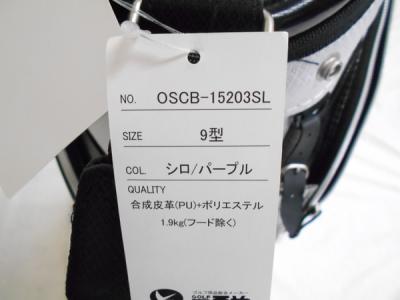 NO. OSCB-15203SL
SIZE 9型
COL. シロ/パープル
QUALITY
合成皮革(PU)+ポリエステル
1.9kg(フード除く)
ゴルフ用品総合メーカー
GOLF